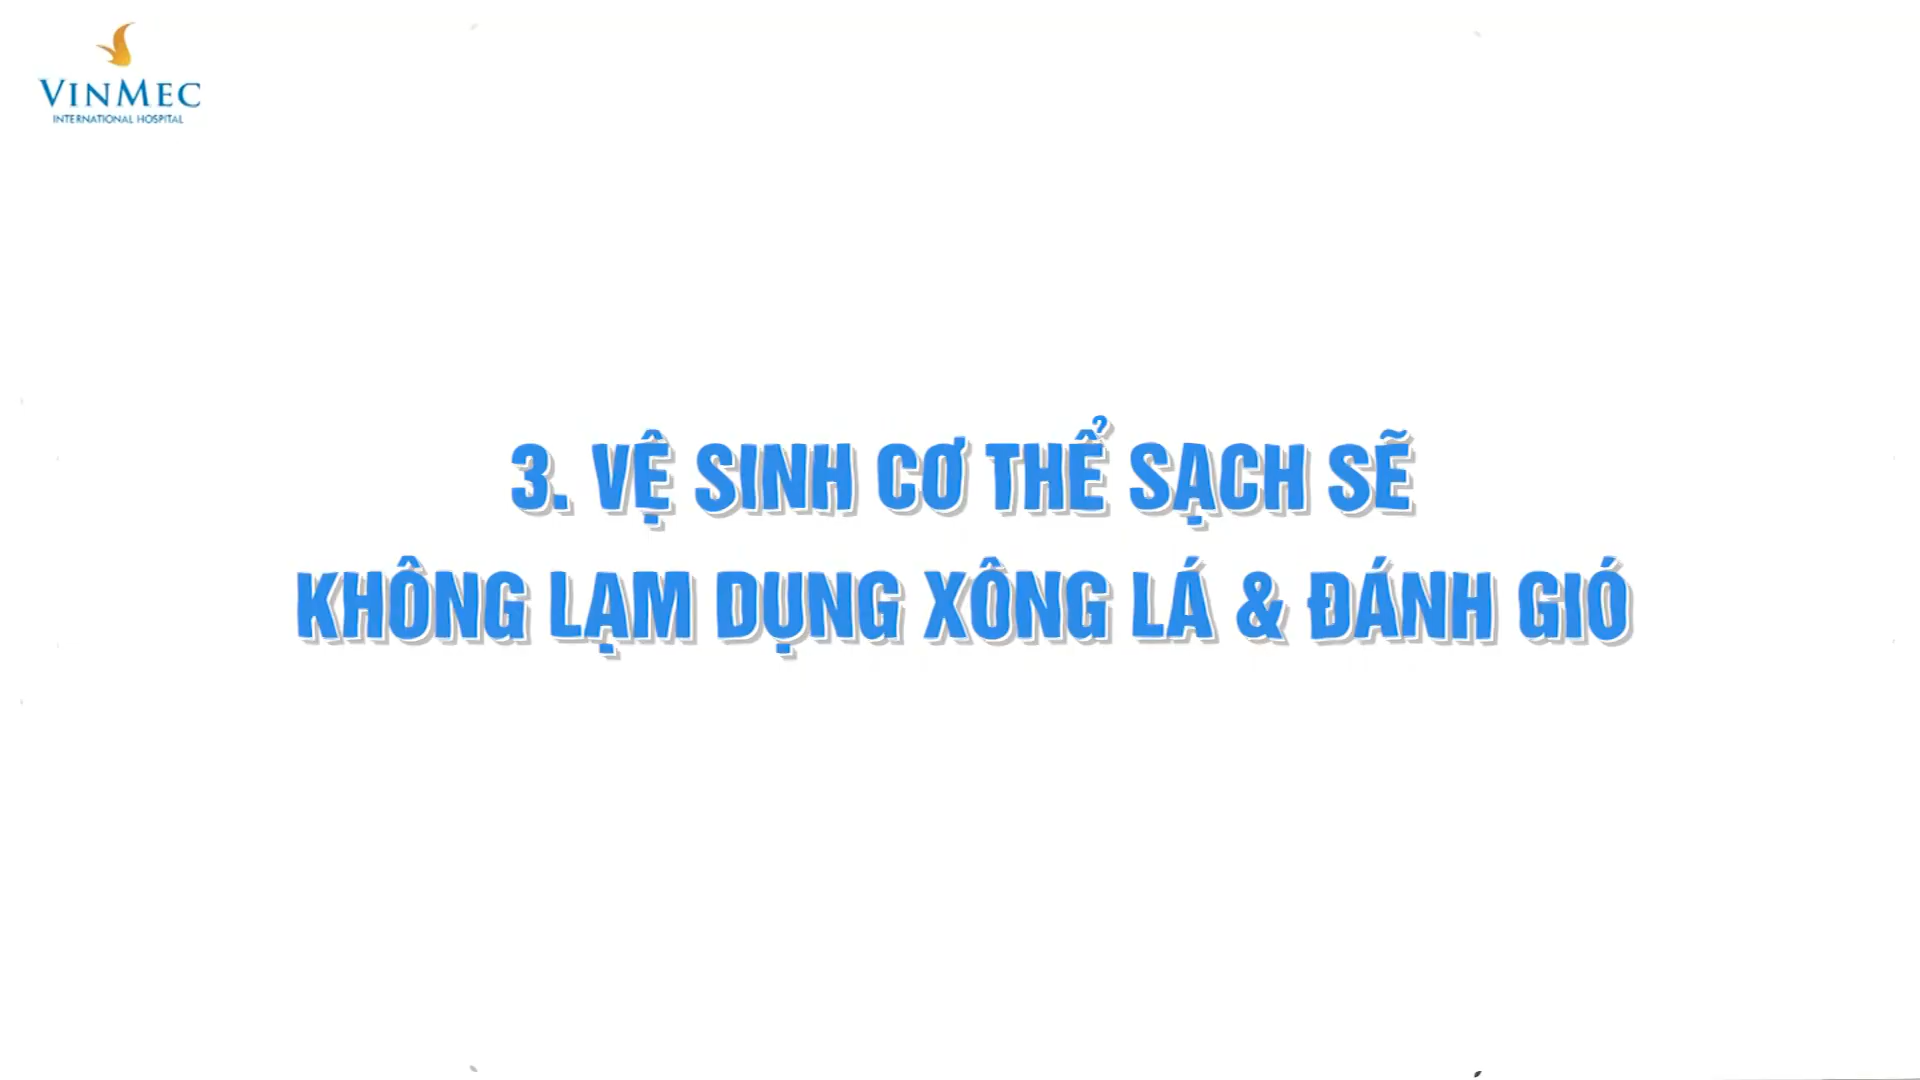 VINMEC
INTERNATIONAL HOSPITAL
3. VỆ SINH CƠ THỂ SẠCH SẼ
KHÔNG LẠM DỤNG XÔNG LÁ & ĐÁNH GIÓ